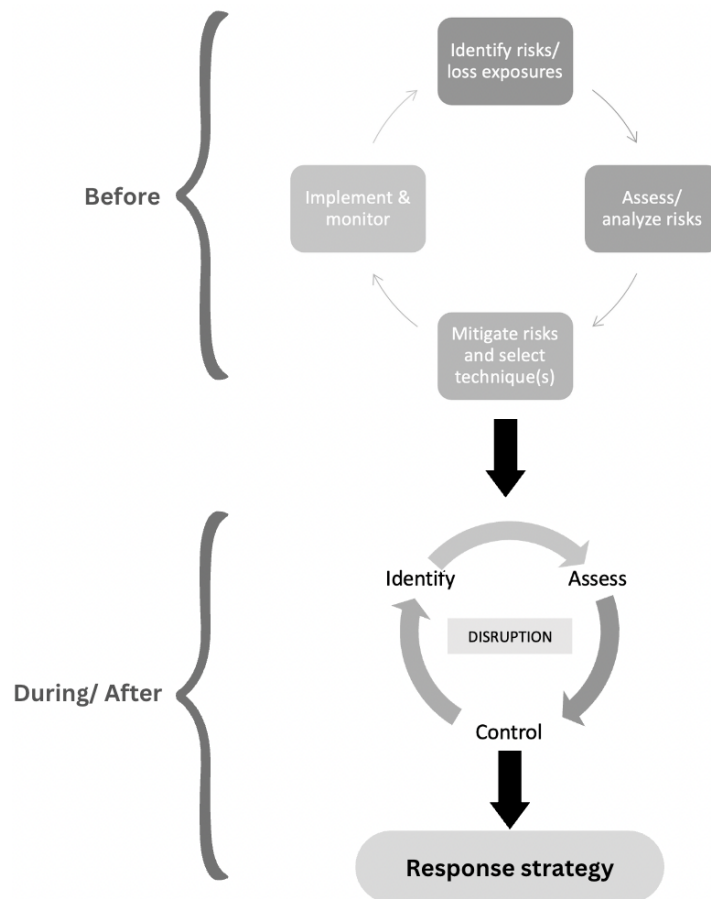 Identify risks/
loss exposures
Before
Implement &
monitor
Assess/
analyze risks
Mitigate risks
and select
technique(s)
Identify
Assess
DISRUPTION
During/ After
Control
Response strategy